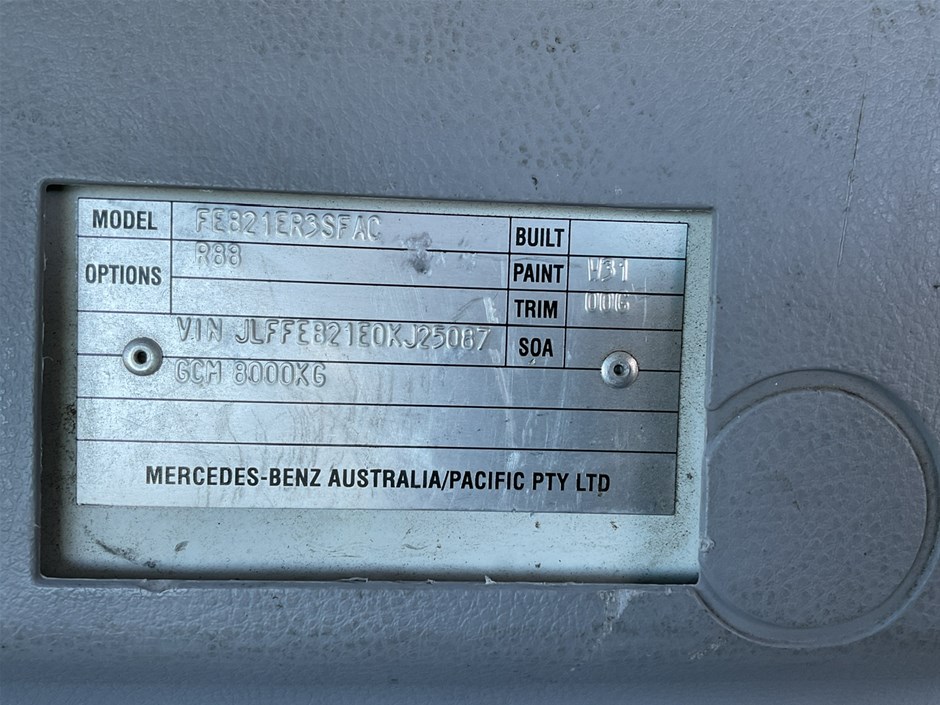 MODEL FE821ER3SFAC BUILT
OPTIONS R88 PAINT W31
TRIM 006
VIN JLFFE821E0KJ25087 SOA
GCM 8000KG
MERCEDES-BENZ AUSTRALIA/PACIFIC PTY LTD